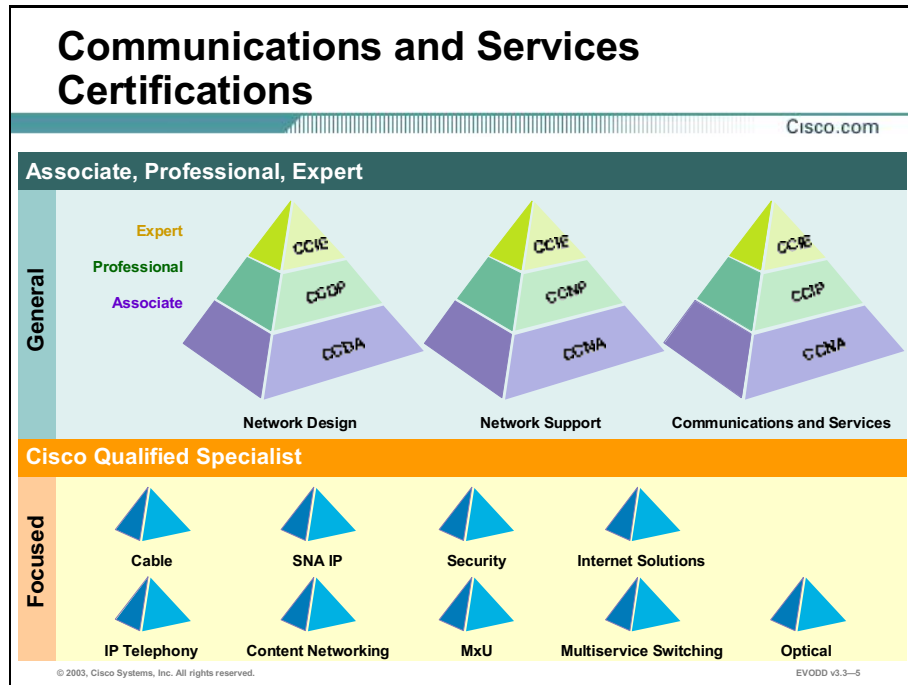 Communications and Services
Certifications
Cisco.com
Associate, Professional, Expert
General
Expert
Professional
Associate
CCIE
CCDP
CCDA
Network Design
CCIE
CCNP
CCNA
Network Support
CCIE
CCIP
CCNA
Communications and Services
Cisco Qualified Specialist
Focused
Cable
SNA IP
Security
Internet Solutions
IP Telephony
Content Networking
MxU
Multiservice Switching
Optical
© 2003, Cisco Systems, Inc. All rights reserved.
EVODD v3.3—5